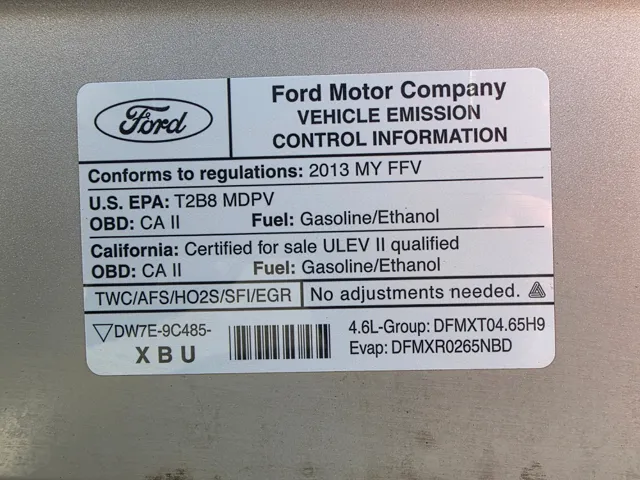 Ford
Ford Motor Company
VEHICLE EMISSION
CONTROL INFORMATION
Conforms to regulations: 2013 MY FFV
U.S. EPA: T2B8 MDPV
OBD: CA II Fuel: Gasoline/Ethanol
California: Certified for sale ULEV II qualified
OBD: CA II Fuel: Gasoline/Ethanol
TWC/AFS/HO2S/SFI/EGR No adjustments needed.
DW7E-9C485- 4.6L-Group: DFMXT04.65H9
XBU Evap: DFMXR0265NBD